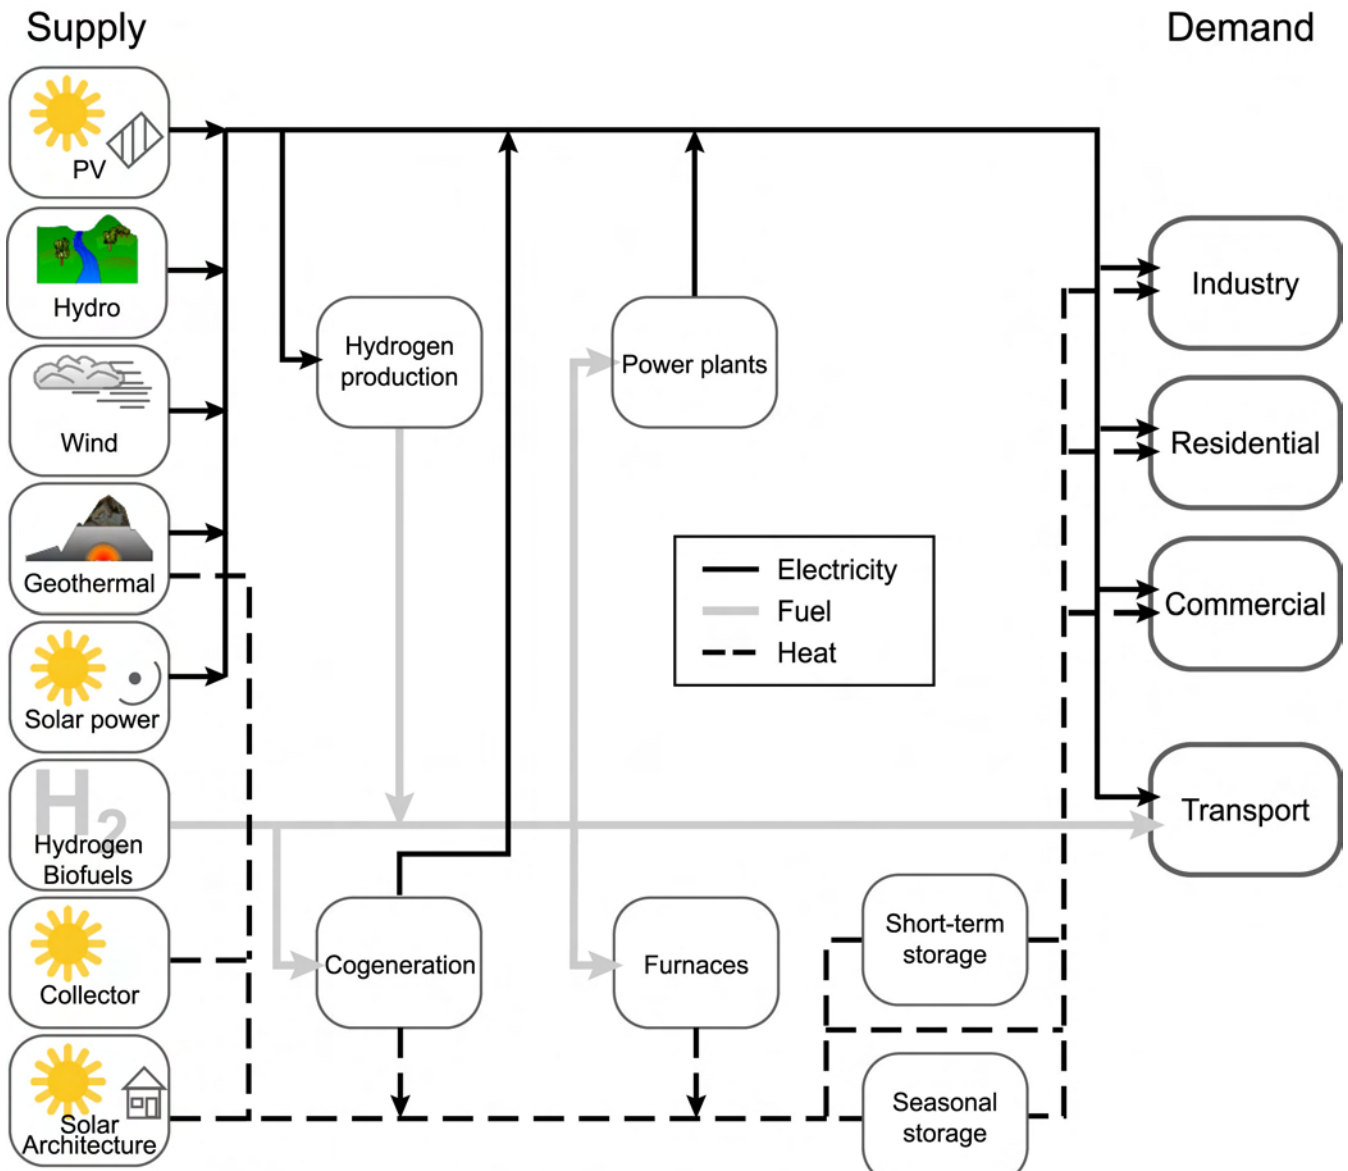 Supply
Demand
PV
Hydro
Wind
Geothermal
Solar power
H2
Hydrogen
Biofuels
Collector
Solar
Architecture
Hydrogen
production
Power plants
Cogeneration
Furnaces
Electricity
Fuel
Heat
Short-term
storage
Seasonal
storage
Industry
Residential
Commercial
Transport